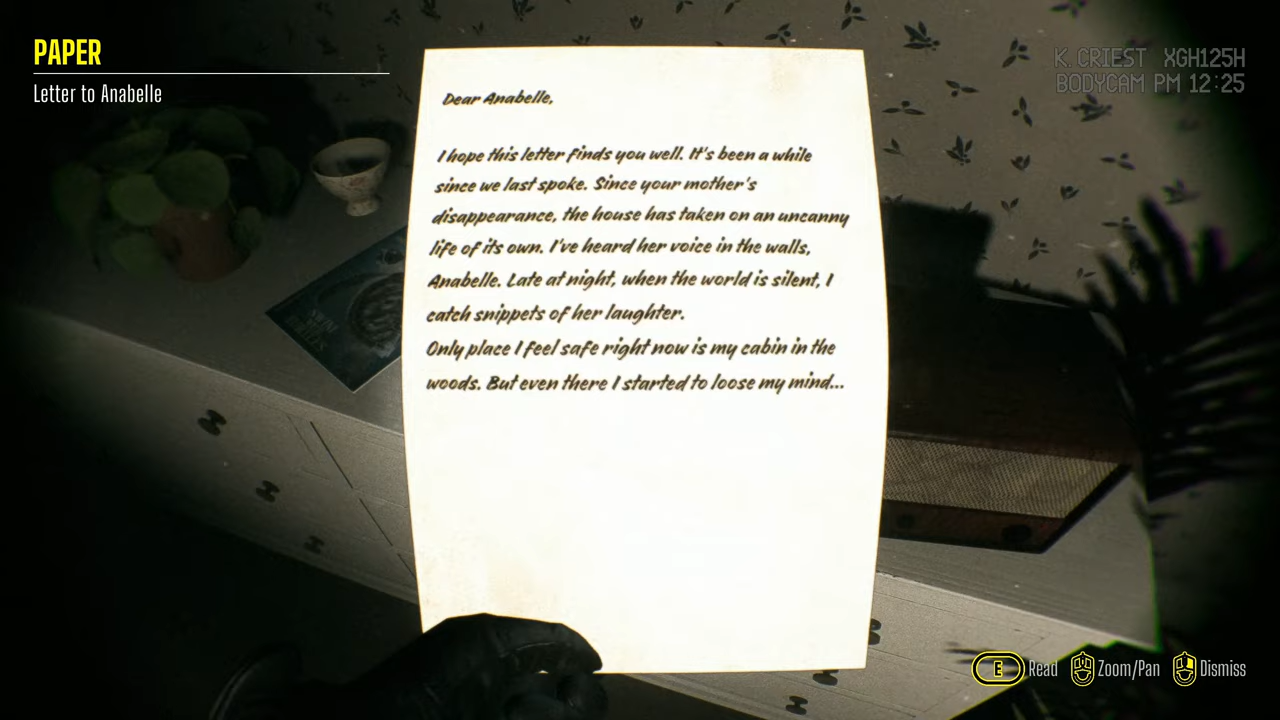 PAPER
Letter to Anabelle
K. CRIEST XGH125H
BODYCAM PM 12:25
Dear Anabelle,
I hope this letter finds you well. It's been a while
since we last spoke. Since your mother's
disappearance, the house has taken on an uncanny
life of its own. I've heard her voice in the walls,
Anabelle. Late at night, when the world is silent, I
catch snippets of her laughter.
Only place I feel safe right now is my cabin in the
woods. But even there I started to loose my mind...
E Read Zoom/Pan Dismiss